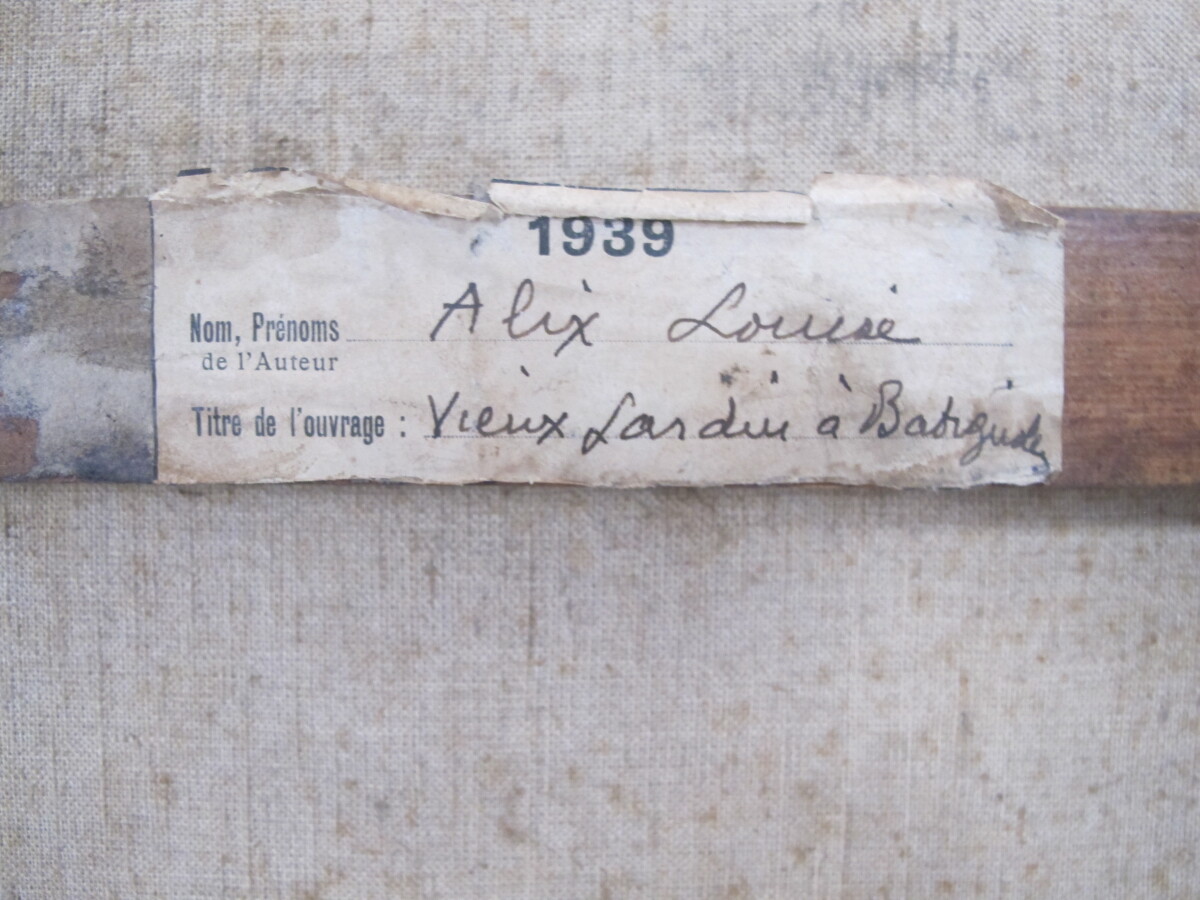 1939
Nom, Prénoms Alix Louise
de l'Auteur
Titre de l'ouvrage : Vieux Jardin à